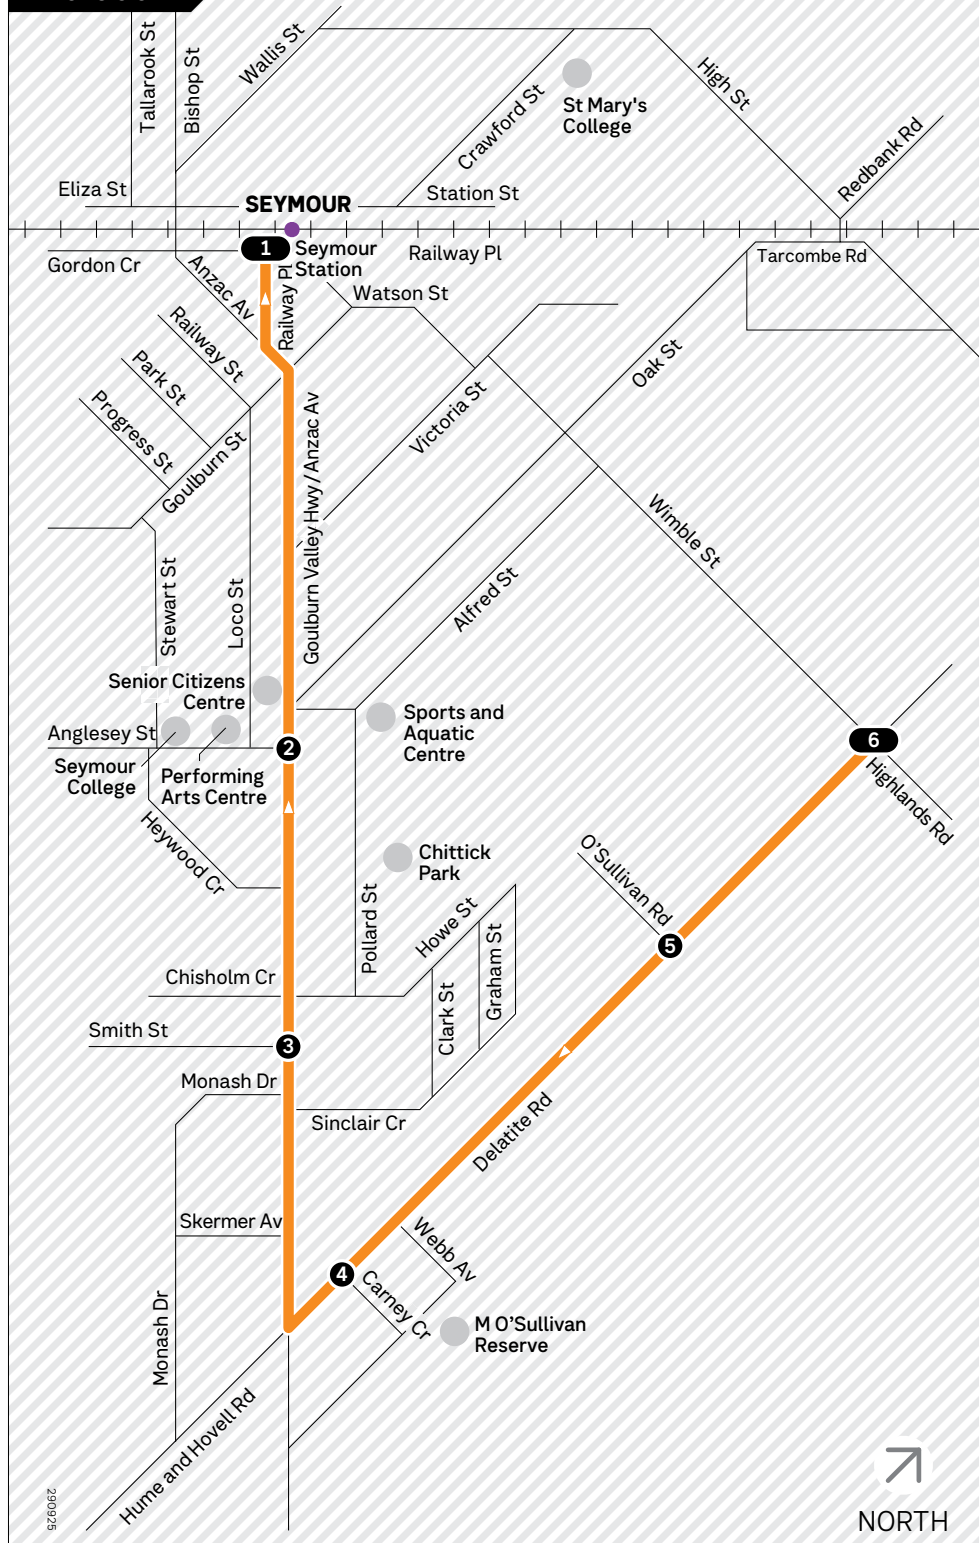 Tallarook St
Bishop St
Wallis St
Crawford St
St Mary's
College
High St
Redbank Rd
Eliza St
SEYMOUR
Station St
1
Seymour
Station
Railway Pl
Tarcombe Rd
Gordon Cr
Anzac Av
Railway Pl
Watson St
Railway St
Park St
Progress St
Goulburn St
Victoria St
Oak St
Goulburn Valley Hwy / Anzac Av
Wimble St
Stewart St
Loco St
Alfred St
Senior Citizens
Centre
Sports and
Aquatic
Centre
Anglesey St
2
6
Seymour
College
Performing
Arts Centre
Highlands Rd
Heywood Cr
Chittick
Park
O'Sullivan Rd
Pollard St
Howe St
5
Chisholm Cr
Clark St
Graham St
Smith St
3
Monash Dr
Sinclair Cr
Delatite Rd
Skermer Av
Webb Av
4
Carney Cr
Monash Dr
M O'Sullivan
Reserve
Hume and Hovell Rd
290925
NORTH